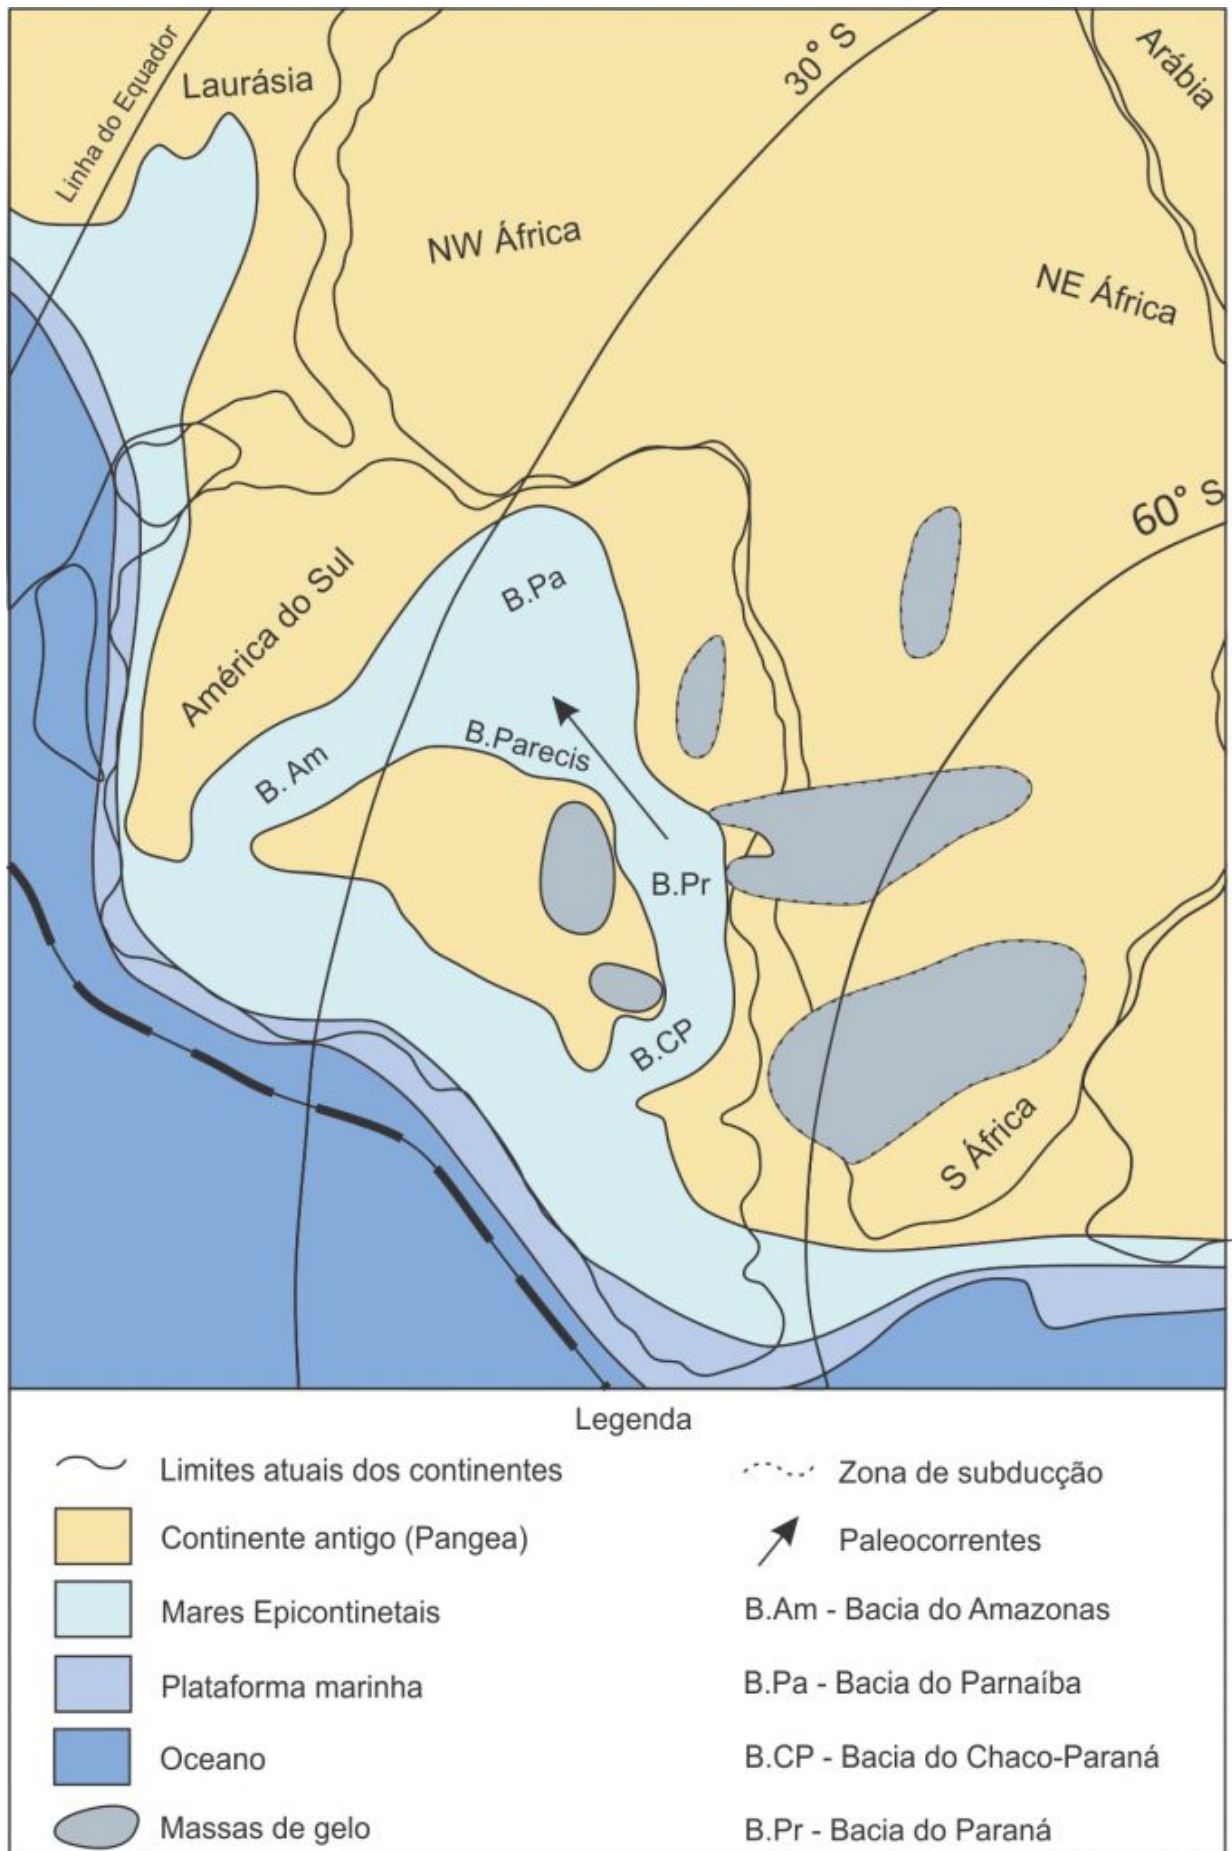 Linha do Equador
Laurásia
30° S
Arábia
NW África
NE África
60° S
América do Sul
B.Pa
B.Parecis
B. Am
B.Pr
B.CP
S África
Legenda
Limites atuais dos continentes
Continente antigo (Pangea)
Mares Epicontinetais
Plataforma marinha
Oceano
Massas de gelo
Zona de subducção
Paleocorrentes
B.Am - Bacia do Amazonas
B.Pa - Bacia do Parnaíba
B.CP - Bacia do Chaco-Paraná
B.Pr - Bacia do Paraná